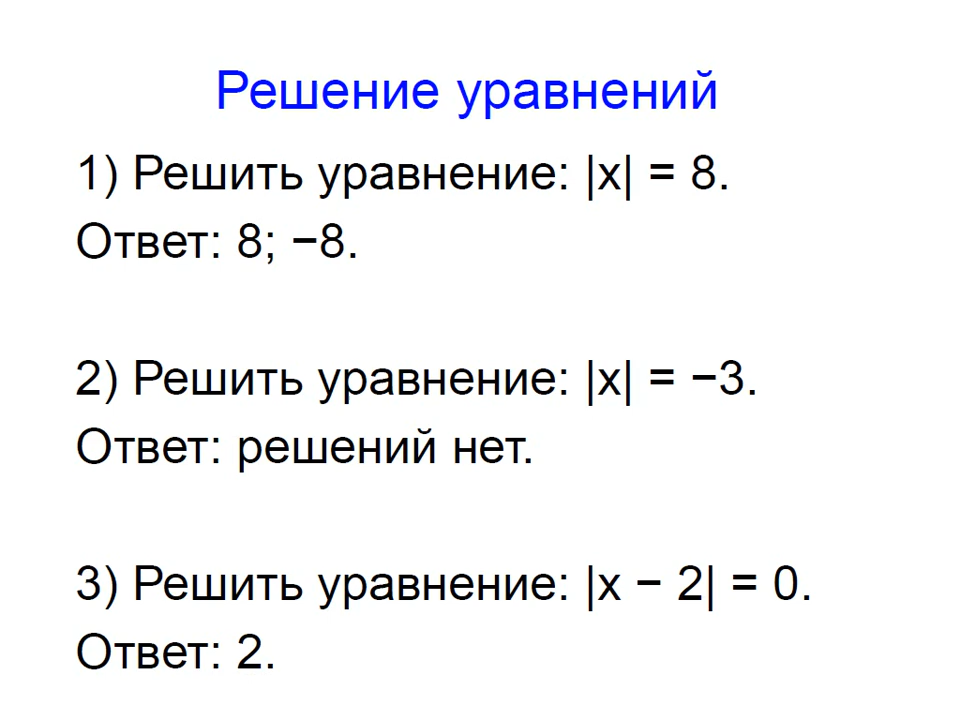 Решение уравнений
1) Решить уравнение: |x| = 8.
Ответ: 8; −8.
2) Решить уравнение: |x| = −3.
Ответ: решений нет.
3) Решить уравнение: |x − 2| = 0.
Ответ: 2.